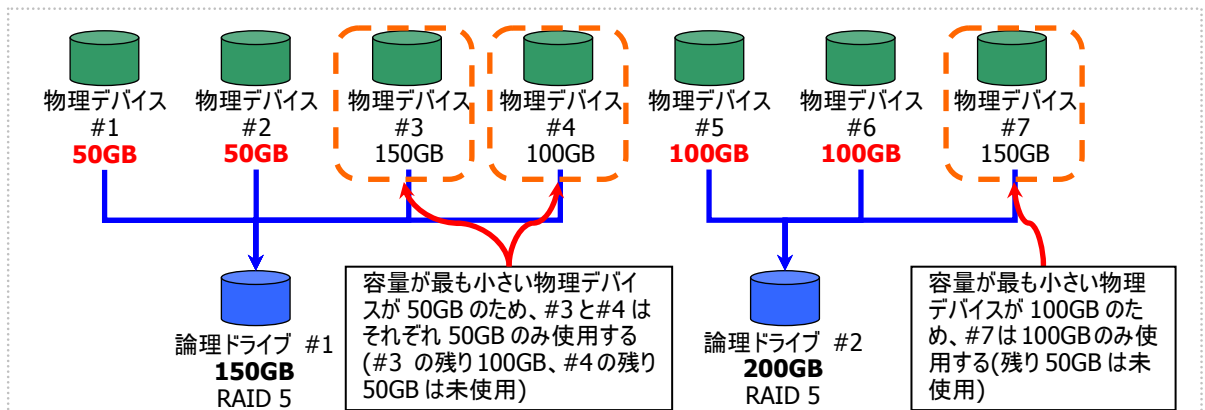 物理デバイス
#1
50GB
物理デバイス
#2
50GB
物理デバイス
#3
150GB
物理デバイス
#4
100GB
物理デバイス
#5
100GB
物理デバイス
#6
100GB
物理デバイス
#7
150GB
論理ドライブ #1
150GB
RAID 5
容量が最も小さい物理デバイ
スが 50GB のため、#3 と#4 は
それぞれ 50GB のみ使用する
(#3 の残り 100GB、#4 の残り
50GB は未使用)
論理ドライブ #2
200GB
RAID 5
容量が最も小さい物理
デバイスが 100GB のた
め、#7 は 100GB のみ使
用する(残り 50GB は未
使用)